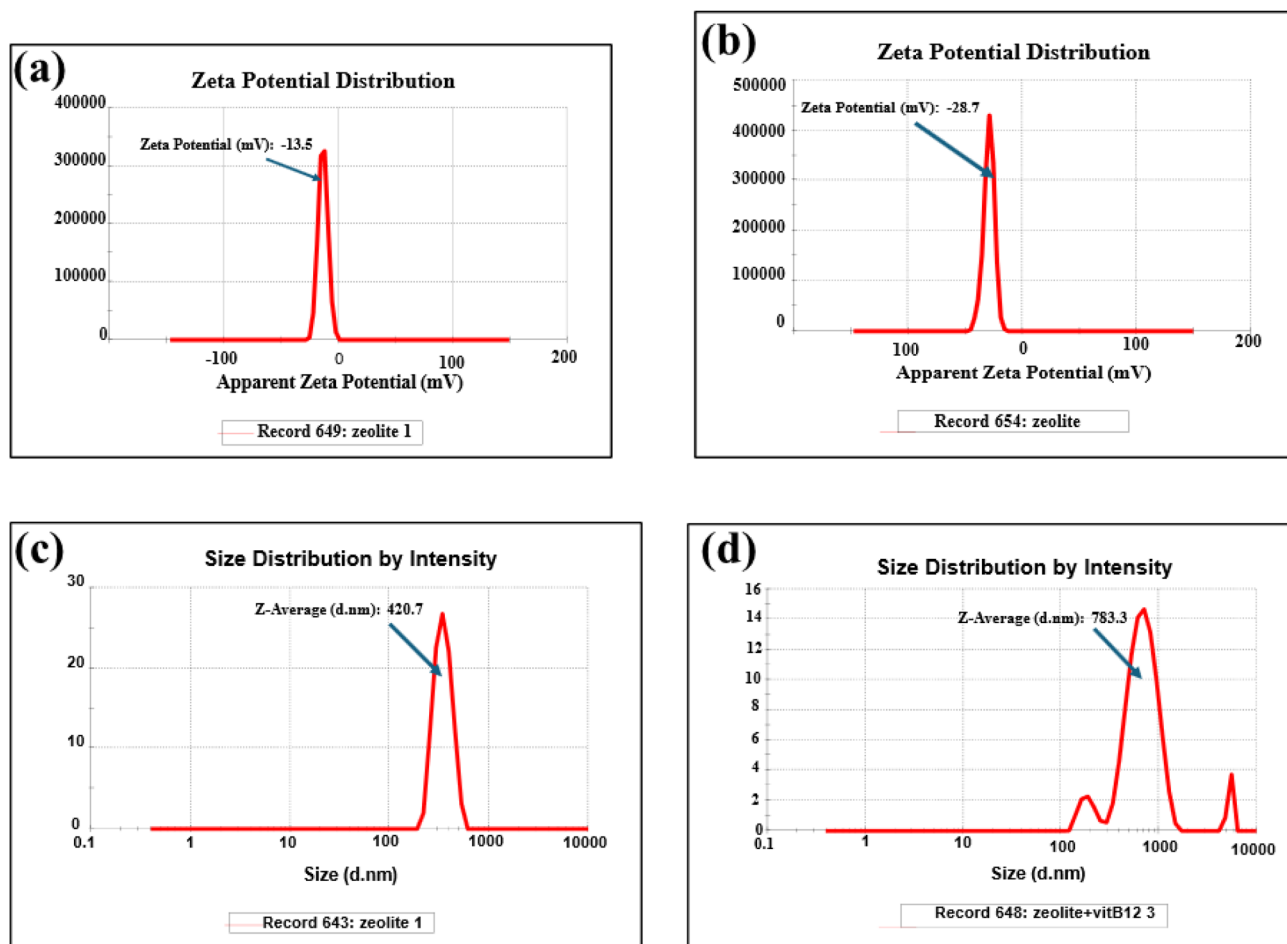 (a)
Zeta Potential Distribution
400000
Zeta Potential (mV): -13.5
300000
200000
100000
0
-100 0 100 200
Apparent Zeta Potential (mV)
Record 649: zeolite 1
(b)
Zeta Potential Distribution
500000
Zeta Potential (mV): -28.7
400000
300000
200000
100000
0
100 0 100 200
Apparent Zeta Potential (mV)
Record 654: zeolite
(c)
Size Distribution by Intensity
30
Z-Average (d.nm): 420.7
20
10
0
0.1 1 10 100 1000 10000
Size (d.nm)
Record 643: zeolite 1
(d)
Size Distribution by Intensity
16
14
Z-Average (d.nm): 783.3
12
10
8
6
4
2
0
0.1 1 10 100 1000 10000
Size (d.nm)
Record 648: zeolite+vitB12 3